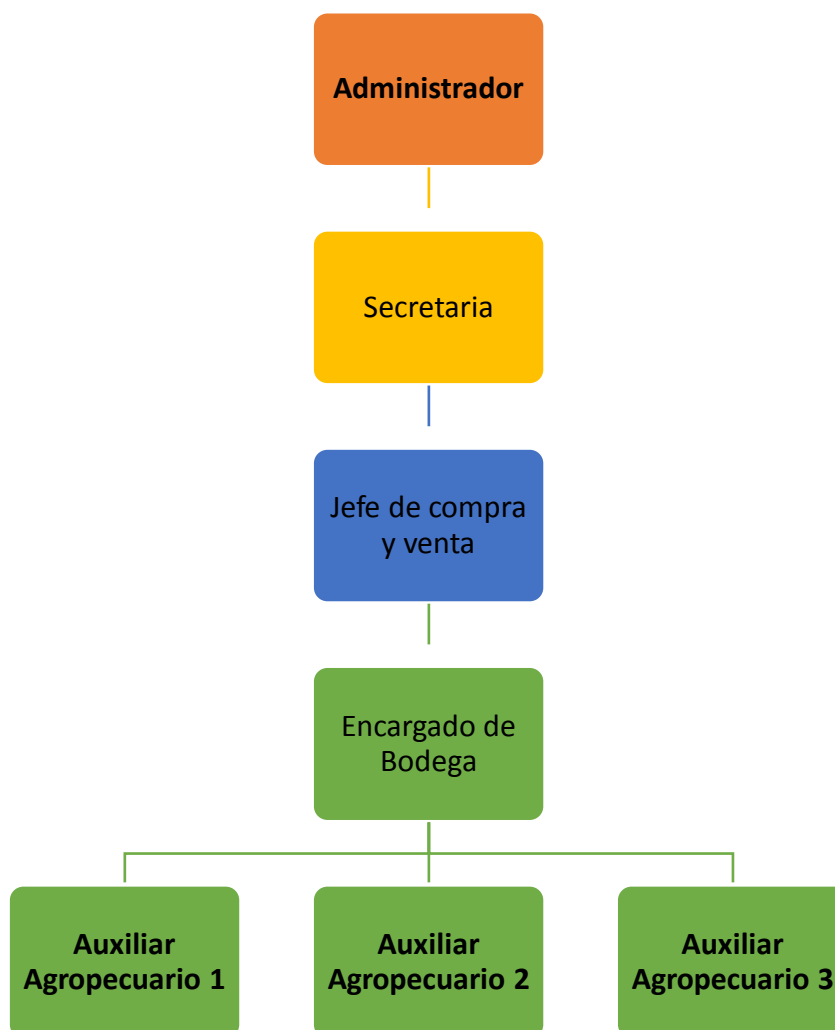 Administrador
Secretaria
Jefe de compra
y venta
Encargado de
Bodega
Auxiliar
Agropecuario 1
Auxiliar
Agropecuario 2
Auxiliar
Agropecuario 3